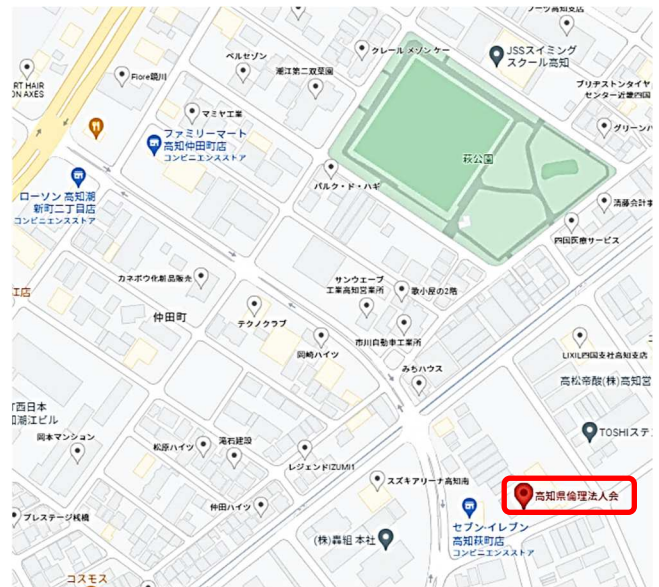 ブーツ高知支店
クレール メゾン ケー
JSSスイミング
スクール高知
ベルセゾン
潮江第二双葉園
RT HAIR
ON AXES
Fiore鏡川
ブリヂストンタイヤ
センター近畿四国
マミヤ工業
グリーンハ
ファミリーマート
高知仲田町店
コンビニエンスストア
萩公園
ローソン 高知潮
新町二丁目店
コンビニエンスストア
パルク・ド・ハギ
清藤会計事
四国医療サービス
江店
カネボウ化粧品販売
サンウエーブ
工業高知営業所
歌小屋の2階
仲田町
テクノクラブ
市川自動車工業所
岡崎ハイツ
みちハウス
LIXIL四国支社高知支店
高松帝酸(株)高知営
T西日本
知潮江ビル
岡本マンション
松原ハイツ
滝石建設
TOSHIステ
レジェンドIZUMI1
スズキアリーナ高知南
高知県倫理法人会
仲田ハイツ
セブン-イレブン
高知萩町店
コンビニエンスストア
プレステージ桟橋
(株)轟組 本社
コスモス